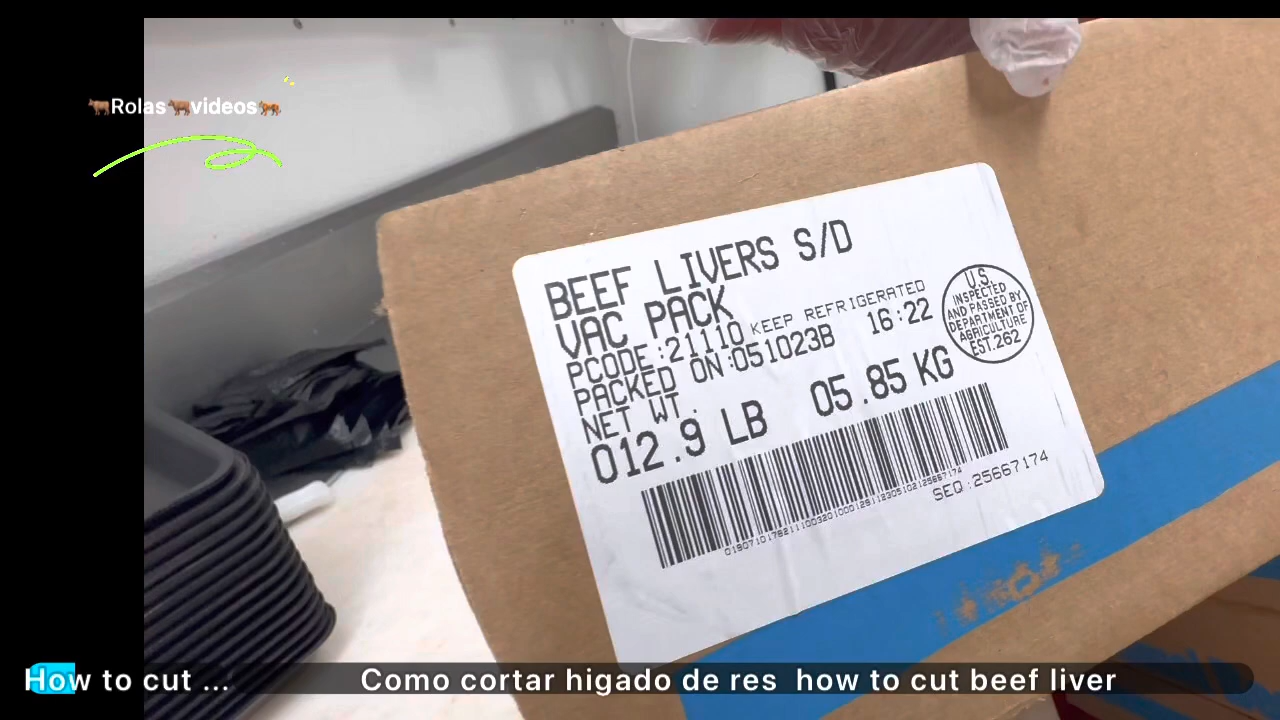 Rolas videos
BEEF LIVERS S/D
VAC PACK
PCODE:21110 KEEP REFRIGERATED
PACKED ON:051023B 16:22
NET WT.
012.9 LB 05.85 KG
U.S.
INSPECTED
AND PASSED BY
DEPARTMENT OF
AGRICULTURE
EST.262
SEQ:25667174
How to cut ...
Como cortar higado de res how to cut beef liver